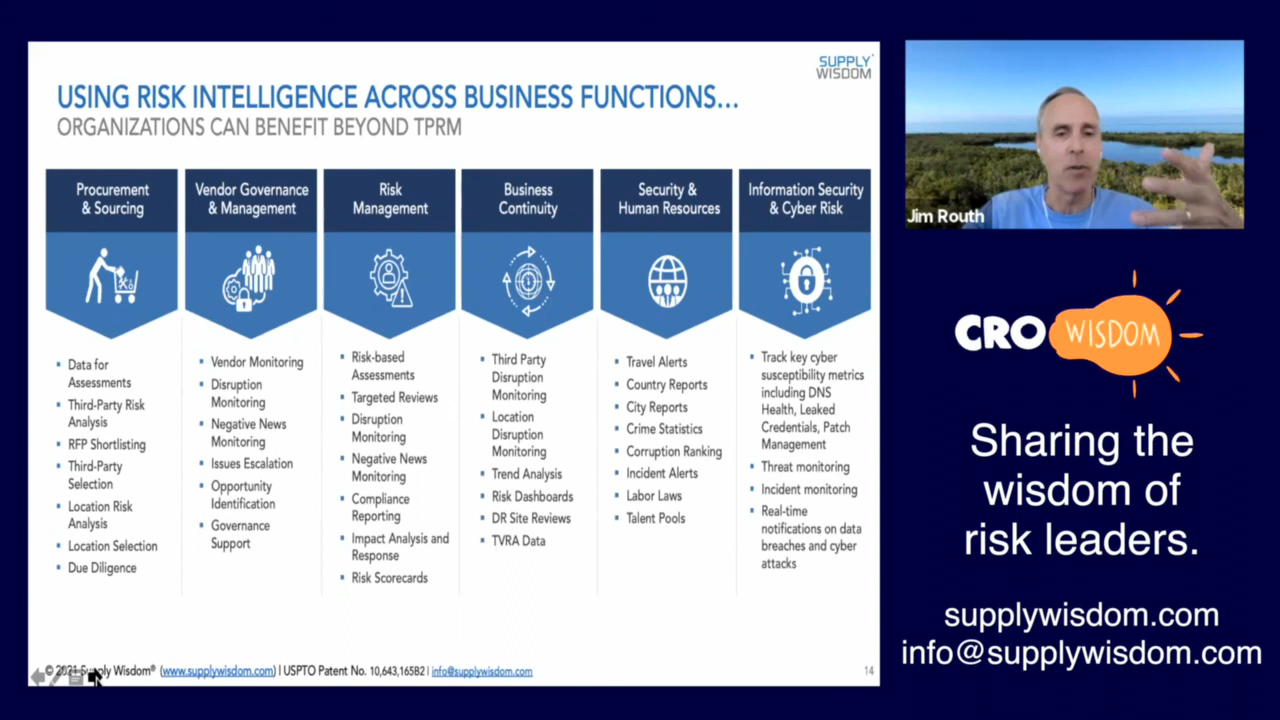 SUPPLY
WISDOM
USING RISK INTELLIGENCE ACROSS BUSINESS FUNCTIONS...
ORGANIZATIONS CAN BENEFIT BEYOND TPRM
Procurement
& Sourcing
Data for
Assessments
Third-Party Risk
Analysis
RFP Shortlisting
Third-Party
Selection
Location Risk
Analysis
Location Selection
Due Diligence
Vendor Governance
& Management
Vendor Monitoring
Disruption
Monitoring
Negative News
Monitoring
Issues Escalation
Opportunity
Identification
Governance
Support
Risk
Management
Risk-based
Assessments
Targeted Reviews
Disruption
Monitoring
Negative News
Monitoring
Compliance
Reporting
Impact Analysis and
Response
Risk Scorecards
Business
Continuity
Third Party
Disruption
Monitoring
Location
Disruption
Monitoring
Trend Analysis
Risk Dashboards
DR Site Reviews
TVRA Data
Security &
Human Resources
Travel Alerts
Country Reports
City Reports
Crime Statistics
Corruption Ranking
Incident Alerts
Labor Laws
Talent Pools
Information Security
& Cyber Risk
Track key cyber
susceptibility metrics
including DNS
Health, Leaked
Credentials, Patch
Management
Threat monitoring
Incident monitoring
Real-time
notifications on data
breaches and cyber
attacks
© 2021 Supply Wisdom® (www.supplywisdom.com) | USPTO Patent No. 10,643,16582 | info@supplywisdom.com
14
Jim Routh
CRO WISDOM
Sharing the
wisdom of
risk leaders.
supplywisdom.com
info@supplywisdom.com